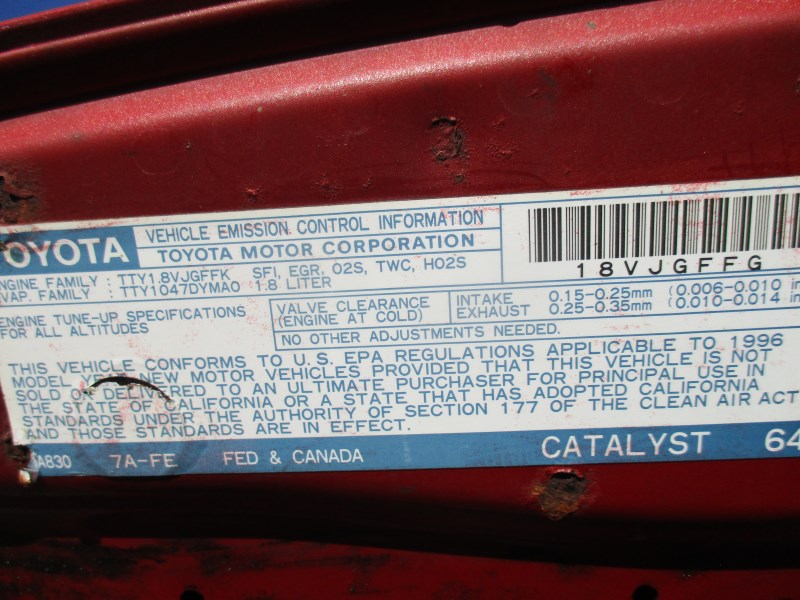 TOYOTA
VEHICLE EMISSION CONTROL INFORMATION
TOYOTA MOTOR CORPORATION
18VJGFFG
ENGINE FAMILY : TTY1.8VJGFFK SFI, EGR, O2S, TWC, HO2S
EVAP. FAMILY : TTY1047DYMA0 1.8 LITER
ENGINE TUNE-UP SPECIFICATIONS
FOR ALL ALTITUDES
VALVE CLEARANCE
(ENGINE AT COLD)
INTAKE 0.15-0.25mm (0.006-0.010 in
EXHAUST 0.25-0.35mm (0.010-0.014 in
NO OTHER ADJUSTMENTS NEEDED.
THIS VEHICLE CONFORMS TO U.S. EPA REGULATIONS APPLICABLE TO 1996
MODEL NEW MOTOR VEHICLES PROVIDED THAT THIS VEHICLE IS NOT
SOLD OR DELIVERED TO AN ULTIMATE PURCHASER FOR PRINCIPAL USE IN
THE STATE OF CALIFORNIA OR A STATE THAT HAS ADOPTED CALIFORNIA
STANDARDS UNDER THE AUTHORITY OF SECTION 177 OF THE CLEAN AIR ACT
AND THOSE STANDARDS ARE IN EFFECT.
1A830 7A-FE FED & CANADA CATALYST 64